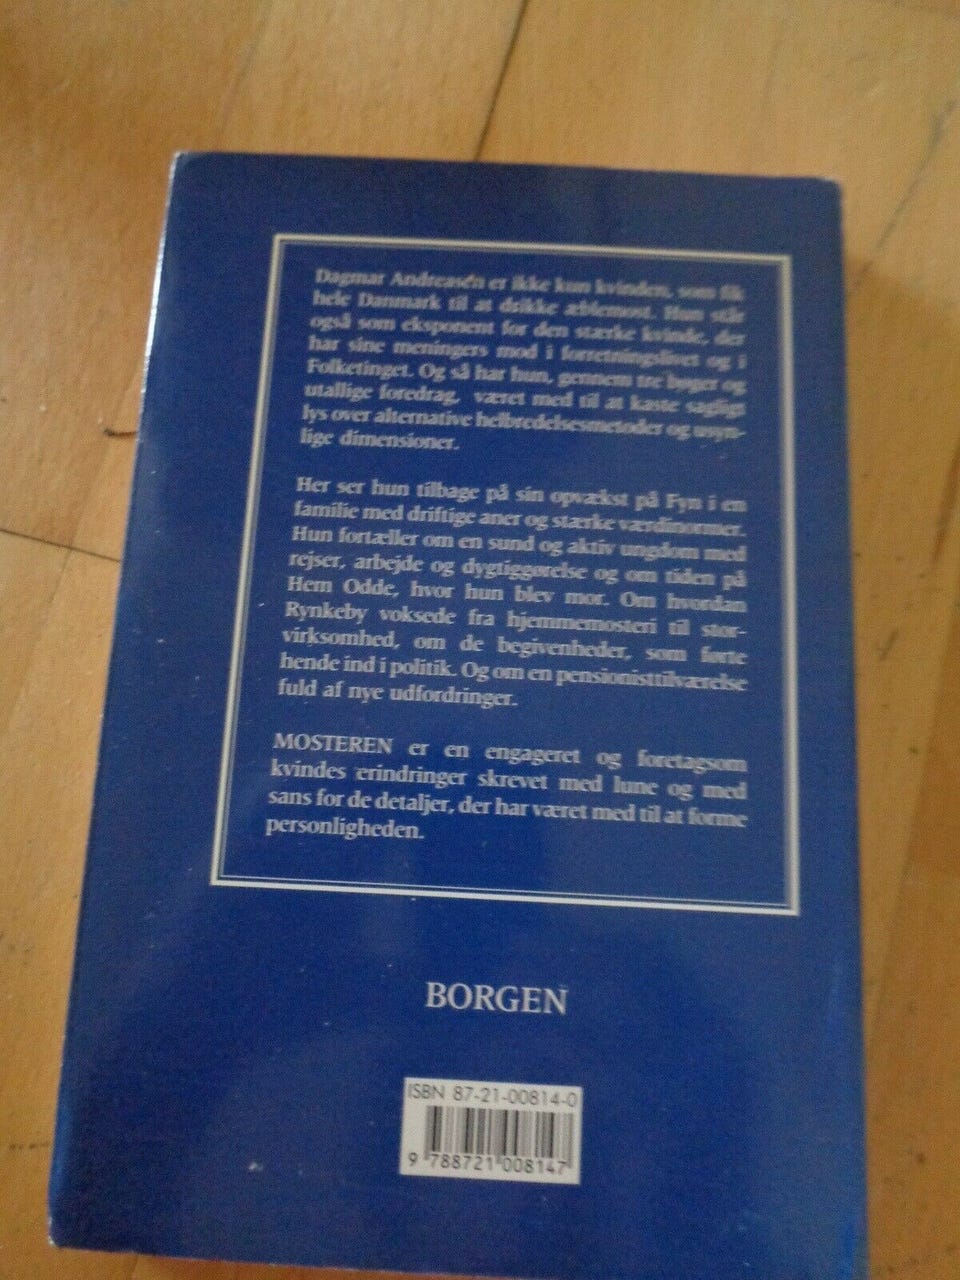 Dagmar Andreasen er ikke kun kvinden, som fik
hele Danmark til at drikke æblemost. Hun står
også som eksponent for den stærke kvinde, der
har sine meningers mod i forretningslivet og i
Folketinget. Og så har hun, gennem tre bøger og
utallige foredrag, været med til at kaste sagligt
lys over alternative helbredelsesmetoder og usyn-
lige dimensioner.
Her ser hun tilbage på sin opvækst på Fyn i en
familie med driftige aner og stærke værdinormer.
Hun fortæller om en sund og aktiv ungdom med
rejser, arbejde og dygtiggørelse og om tiden på
Hem Odde, hvor hun blev mor. Om hvordan
Rynkeby voksede fra hjemmemosteri til stor-
virksomhed, om de begivenheder, som førte
hende ind i politik. Og om en pensionisttilværelse
fuld af nye udfordringer.
MOSTEREN er en engageret og foretagsom
kvindes erindringer skrevet med lune og med
sans for de detaljer, der har været med til at forme
personligheden.
BORGEN
ISBN 87-21-00814-0
9 788721 008147